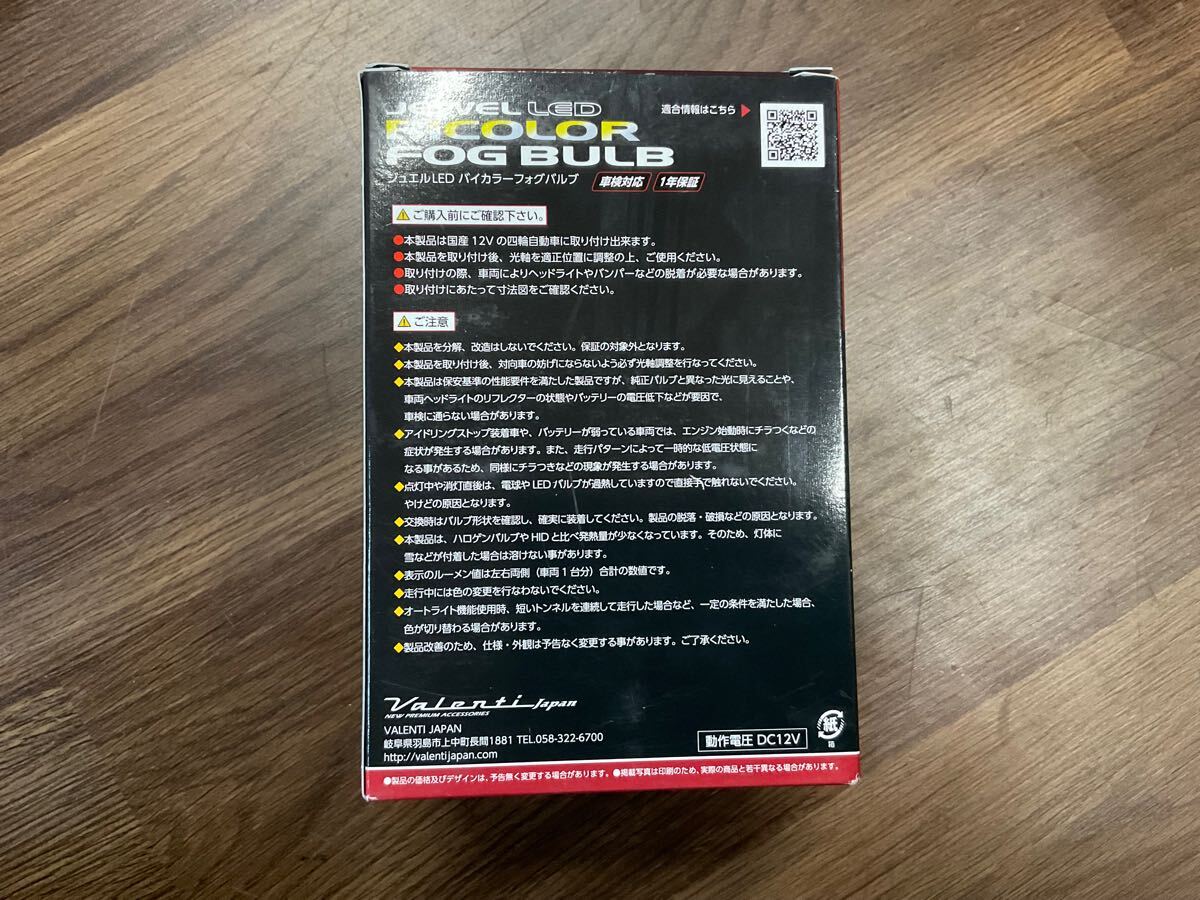 JEWEL LED
適合情報はこちら ▶
BICOLOR
FOG BULB
ジュエルLED バイカラーフォグバルブ
車検対応 1年保証
⚠ ご購入前にご確認下さい。
●本製品は国産12Vの四輪自動車に取り付け出来ます。
●本製品を取り付け後、光軸を適正位置に調整の上、ご使用ください。
●取り付けの際、車両によりヘッドライトやバンパーなどの脱着が必要な場合があります。
●取り付けにあたって寸法図をご確認ください。
⚠ ご注意
◆本製品を分解、改造はしないでください。保証の対象外となります。
◆本製品を取り付け後、対向車の妨げにならないよう必ず光軸調整を行なってください。
◆本製品は保安基準の性能要件を満たした製品ですが、純正バルブと異なった光に見えることや、
車両ヘッドライトのリフレクターの状態やバッテリーの電圧低下などが要因で、
車検に通らない場合があります。
◆アイドリングストップ装着車や、バッテリーが弱っている車両では、エンジン始動時にチラつくなどの
症状が発生する場合があります。また、走行パターンによって一時的な低電圧状態に
なる事があるため、同様にチラつきなどの現象が発生する場合があります。
◆点灯中や消灯直後は、電球やLEDバルブが過熱していますので直接手で触れないでください。
やけどの原因となります。
◆交換時はバルブ形状を確認し、確実に装着してください。製品の脱落・破損などの原因となります。
◆本製品は、ハロゲンバルブやHIDと比べ発熱量が少なくなっています。そのため、灯体に
雪などが付着した場合は溶けない事があります。
◆表示のルーメン値は左右両側（車両1台分）合計の数値です。
◆走行中には色の変更を行なわないでください。
◆オートライト機能使用時、短いトンネルを連続して走行した場合など、一定の条件を満たした場合、
色が切り替わる場合があります。
◆製品改善のため、仕様・外観は予告なく変更する事があります。ご了承ください。
Valenti Japan
NEW PREMIUM ACCESSORIES
VALENTI JAPAN
岐阜県羽島市上中町長間1881 TEL.058-322-6700
http://valentijapan.com
動作電圧 DC12V
紙
箱
●製品の価格及びデザインは、予告無く変更する場合があります。●掲載写真は印刷のため、実際の商品と若干異なる場合があります。